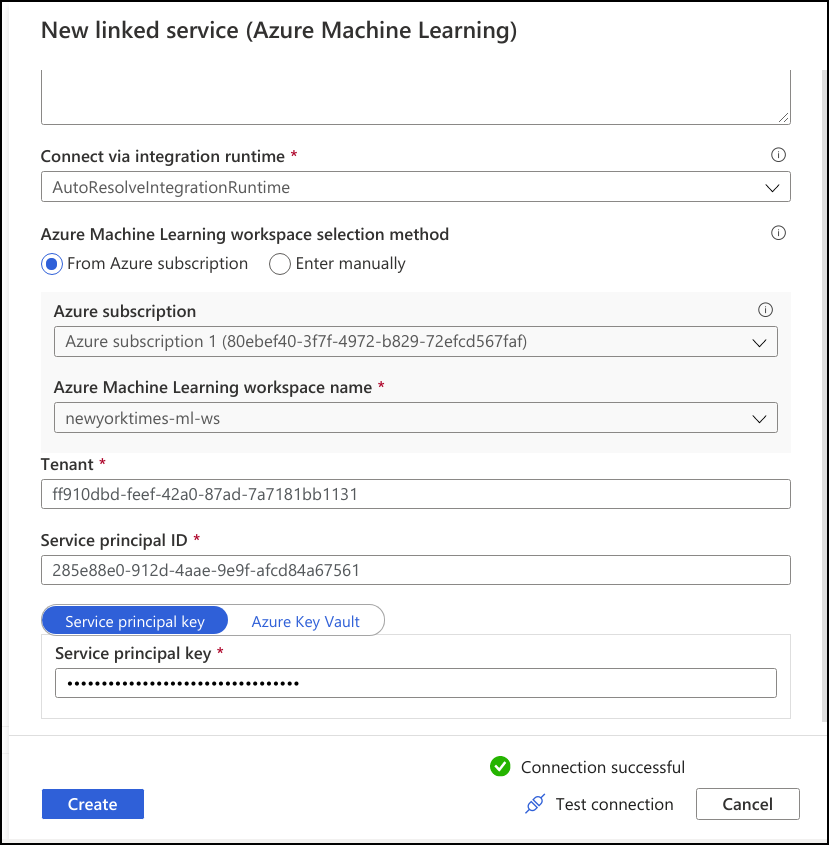 New linked service (Azure Machine Learning)
Connect via integration runtime *
AutoResolveIntegrationRuntime
Azure Machine Learning workspace selection method
From Azure subscription
Enter manually
Azure subscription
Azure subscription 1 (80ebef40-3f7f-4972-b829-72efcd567faf)
Azure Machine Learning workspace name *
newyorktimes-ml-ws
Tenant *
ff910dbd-feef-42a0-87ad-7a7181bb1131
Service principal ID *
285e88e0-912d-4aae-9e9f-afcd84a67561
Service principal key
Azure Key Vault
Service principal key *
••••••••••••••••••••••••••••••••••
Connection successful
Create
Test connection
Cancel